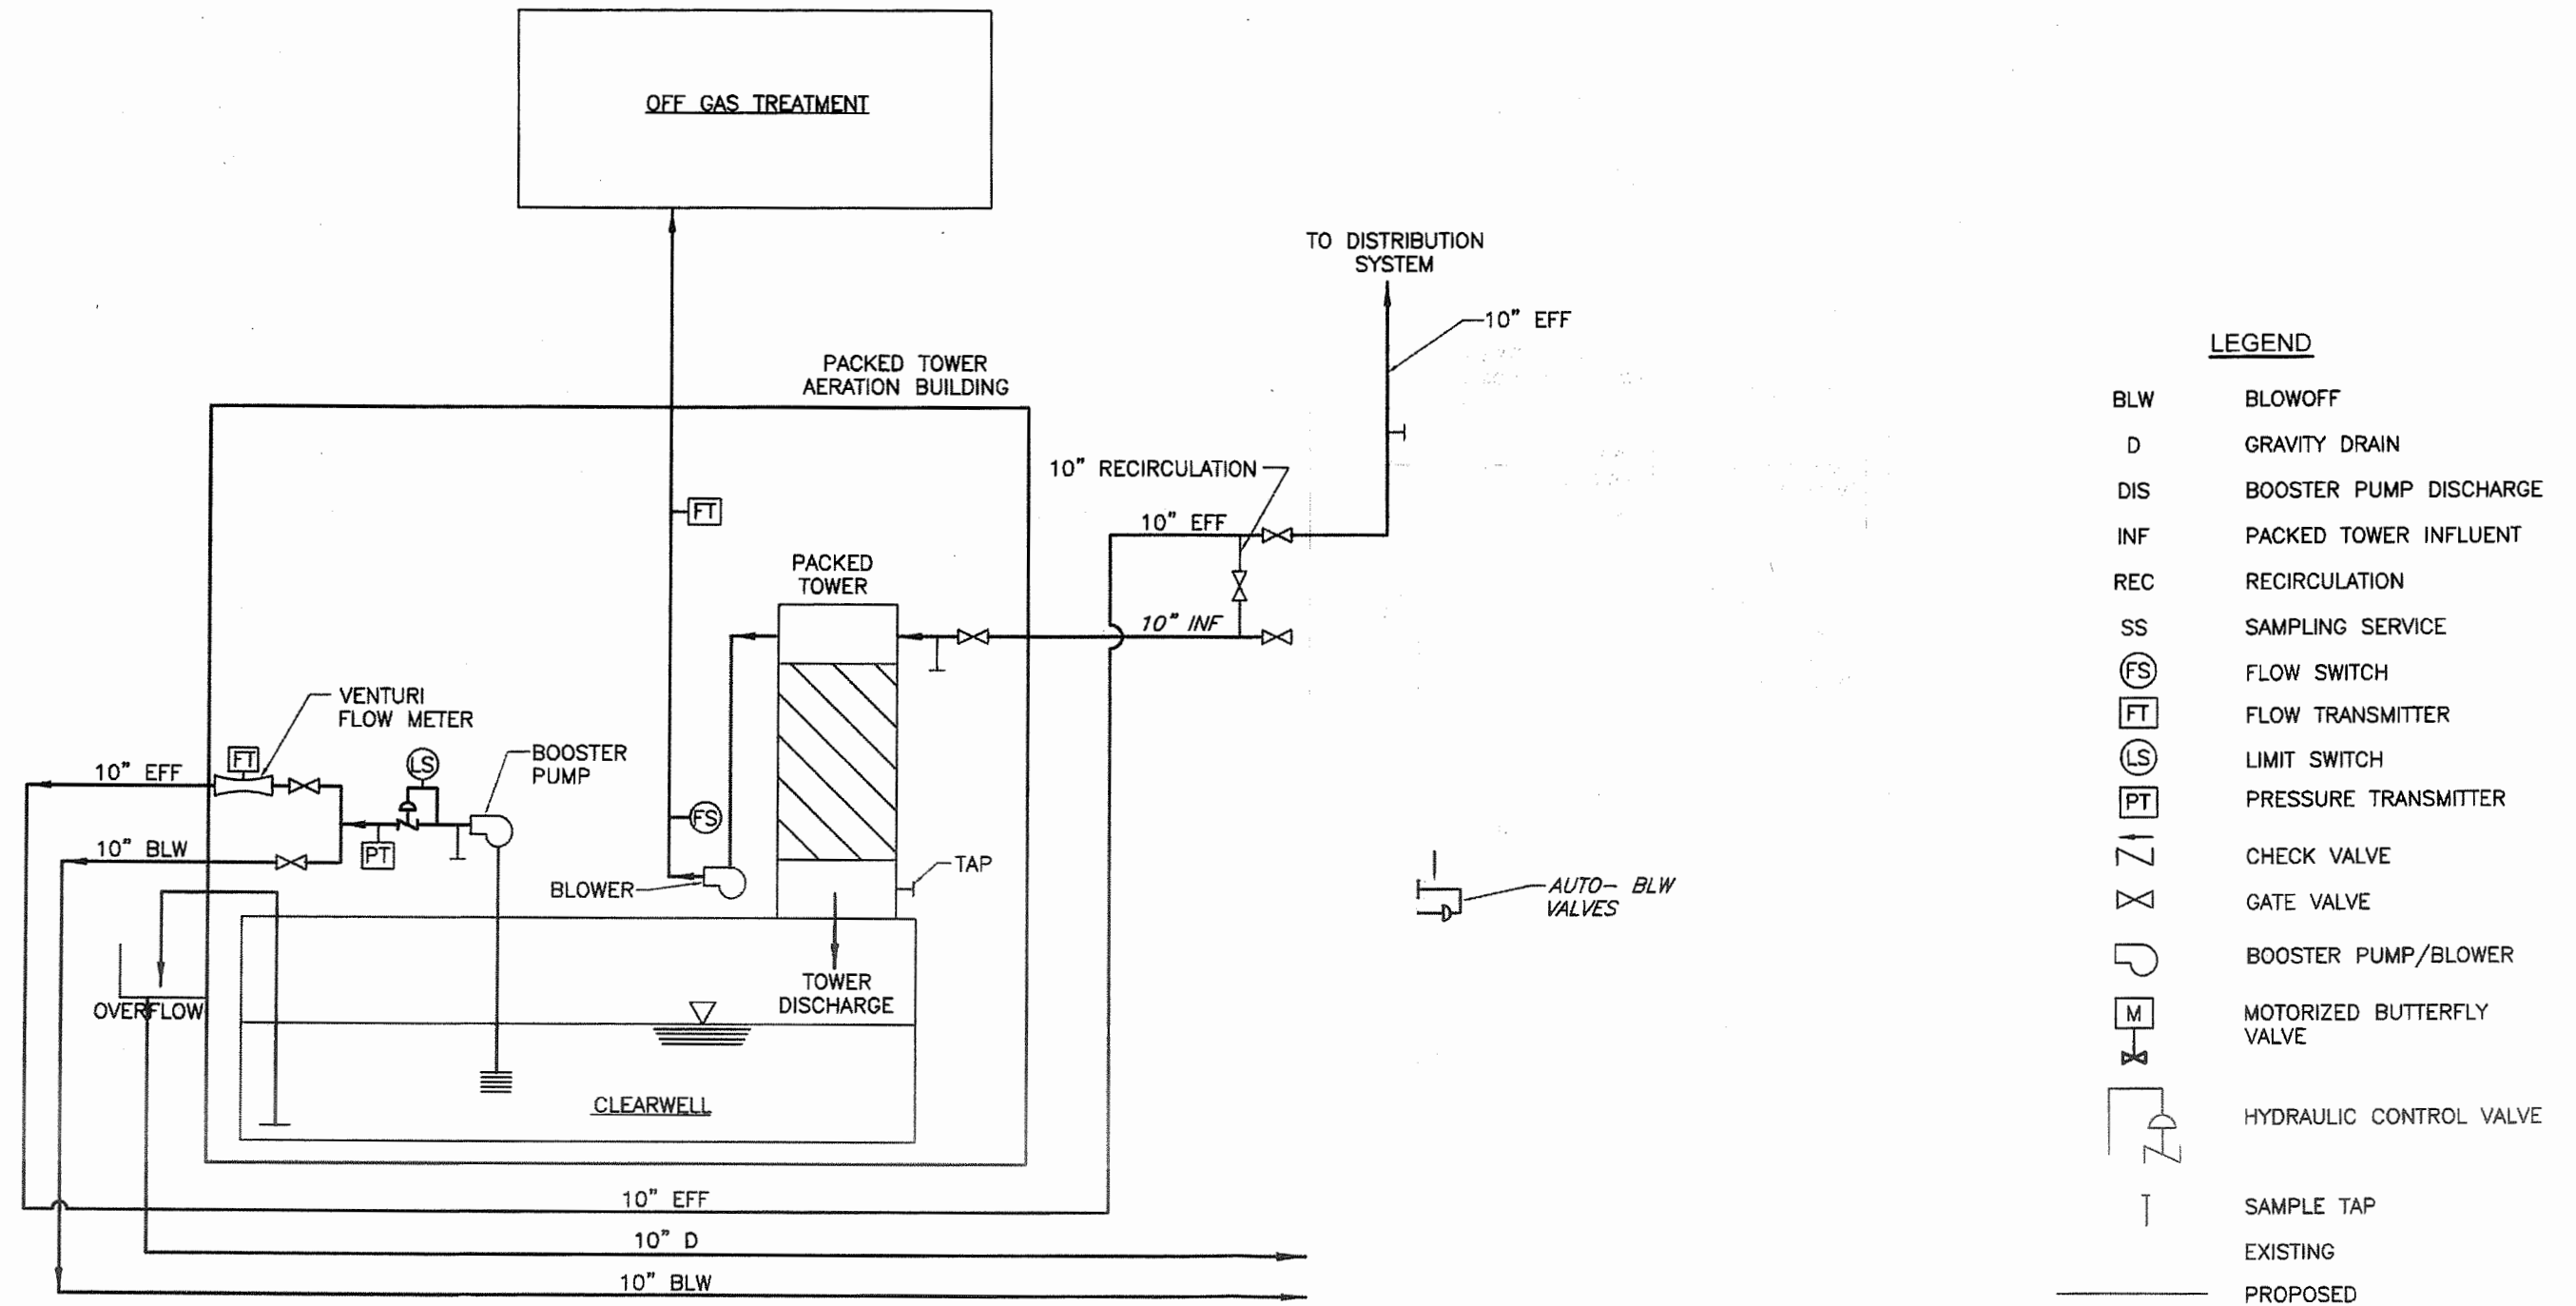 OFF GAS TREATMENT
TO DISTRIBUTION
SYSTEM
10" EFF
PACKED TOWER
AERATION BUILDING
10" RECIRCULATION
FT
10" EFF
PACKED
TOWER
10" INF
VENTURI
FLOW METER
BOOSTER
PUMP
FT
LS
10" EFF
FS
PT
10" BLW
BLOWER
TAP
AUTO- BLW
VALVES
OVERFLOW
TOWER
DISCHARGE
CLEARWELL
10" EFF
10" D
10" BLW
LEGEND
BLW BLOWOFF
D GRAVITY DRAIN
DIS BOOSTER PUMP DISCHARGE
INF PACKED TOWER INFLUENT
REC RECIRCULATION
SS SAMPLING SERVICE
FS FLOW SWITCH
FT FLOW TRANSMITTER
LS LIMIT SWITCH
PT PRESSURE TRANSMITTER
CHECK VALVE
GATE VALVE
BOOSTER PUMP/BLOWER
M MOTORIZED BUTTERFLY
VALVE
HYDRAULIC CONTROL VALVE
SAMPLE TAP
EXISTING
PROPOSED